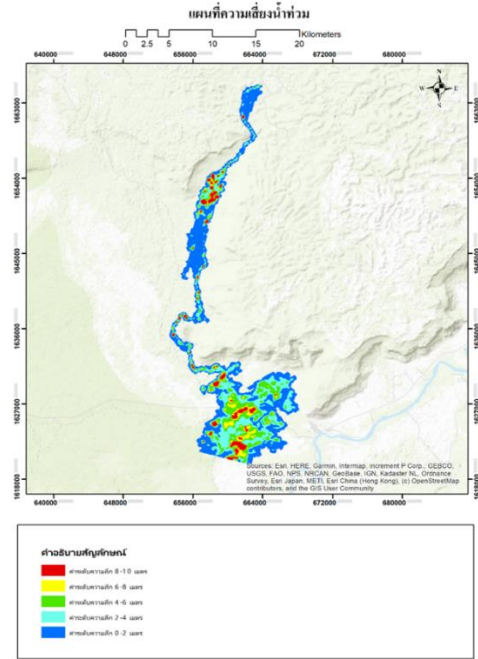 แผนที่ความเสี่ยงน้ำท่วม
0 2.5 5 10 15 20 Kilometers
640000 648000 656000 664000 672000 680000
N
W E
S
1663000 1663000
1654000 1654000
1645000 1645000
1636000 1636000
1627000 1627000
1618000 1618000
Sources: Esri, HERE, Garmin, Intermap, increment P Corp., GEBCO,
USGS, FAO, NPS, NRCAN, GeoBase, IGN, Kadaster NL, Ordnance
Survey, Esri Japan, METI, Esri China (Hong Kong), (c) OpenStreetMap
contributors, and the GIS User Community
640000 648000 656000 664000 672000 680000
คำอธิบายสัญลักษณ์
ค่าระดับความลึก 8-10 เมตร
ค่าระดับความลึก 6-8 เมตร
ค่าระดับความลึก 4-6 เมตร
ค่าระดับความลึก 2-4 เมตร
ค่าระดับความลึก 0-2 เมตร